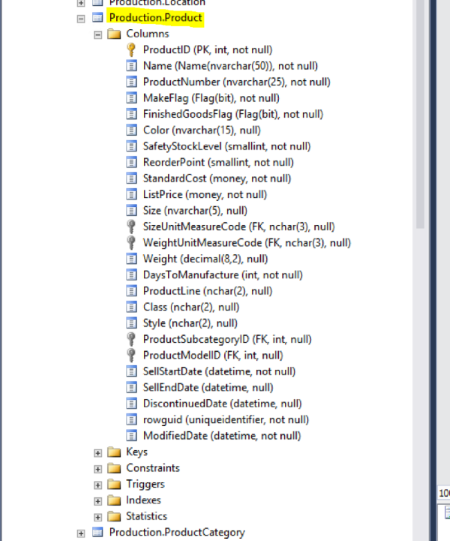 Production.Location
Production.Product
Columns
ProductID (PK, int, not null)
Name (Name(nvarchar(50)), not null)
ProductNumber (nvarchar(25), not null)
MakeFlag (Flag(bit), not null)
FinishedGoodsFlag (Flag(bit), not null)
Color (nvarchar(15), null)
SafetyStockLevel (smallint, not null)
ReorderPoint (smallint, not null)
StandardCost (money, not null)
ListPrice (money, not null)
Size (nvarchar(5), null)
SizeUnitMeasureCode (FK, nchar(3), null)
WeightUnitMeasureCode (FK, nchar(3), null)
Weight (decimal(8,2), null)
DaysToManufacture (int, not null)
ProductLine (nchar(2), null)
Class (nchar(2), null)
Style (nchar(2), null)
ProductSubcategoryID (FK, int, null)
ProductModelID (FK, int, null)
SellStartDate (datetime, not null)
SellEndDate (datetime, null)
DiscontinuedDate (datetime, null)
rowguid (uniqueidentifier, not null)
ModifiedDate (datetime, not null)
Keys
Constraints
Triggers
Indexes
Statistics
Production.ProductCategory